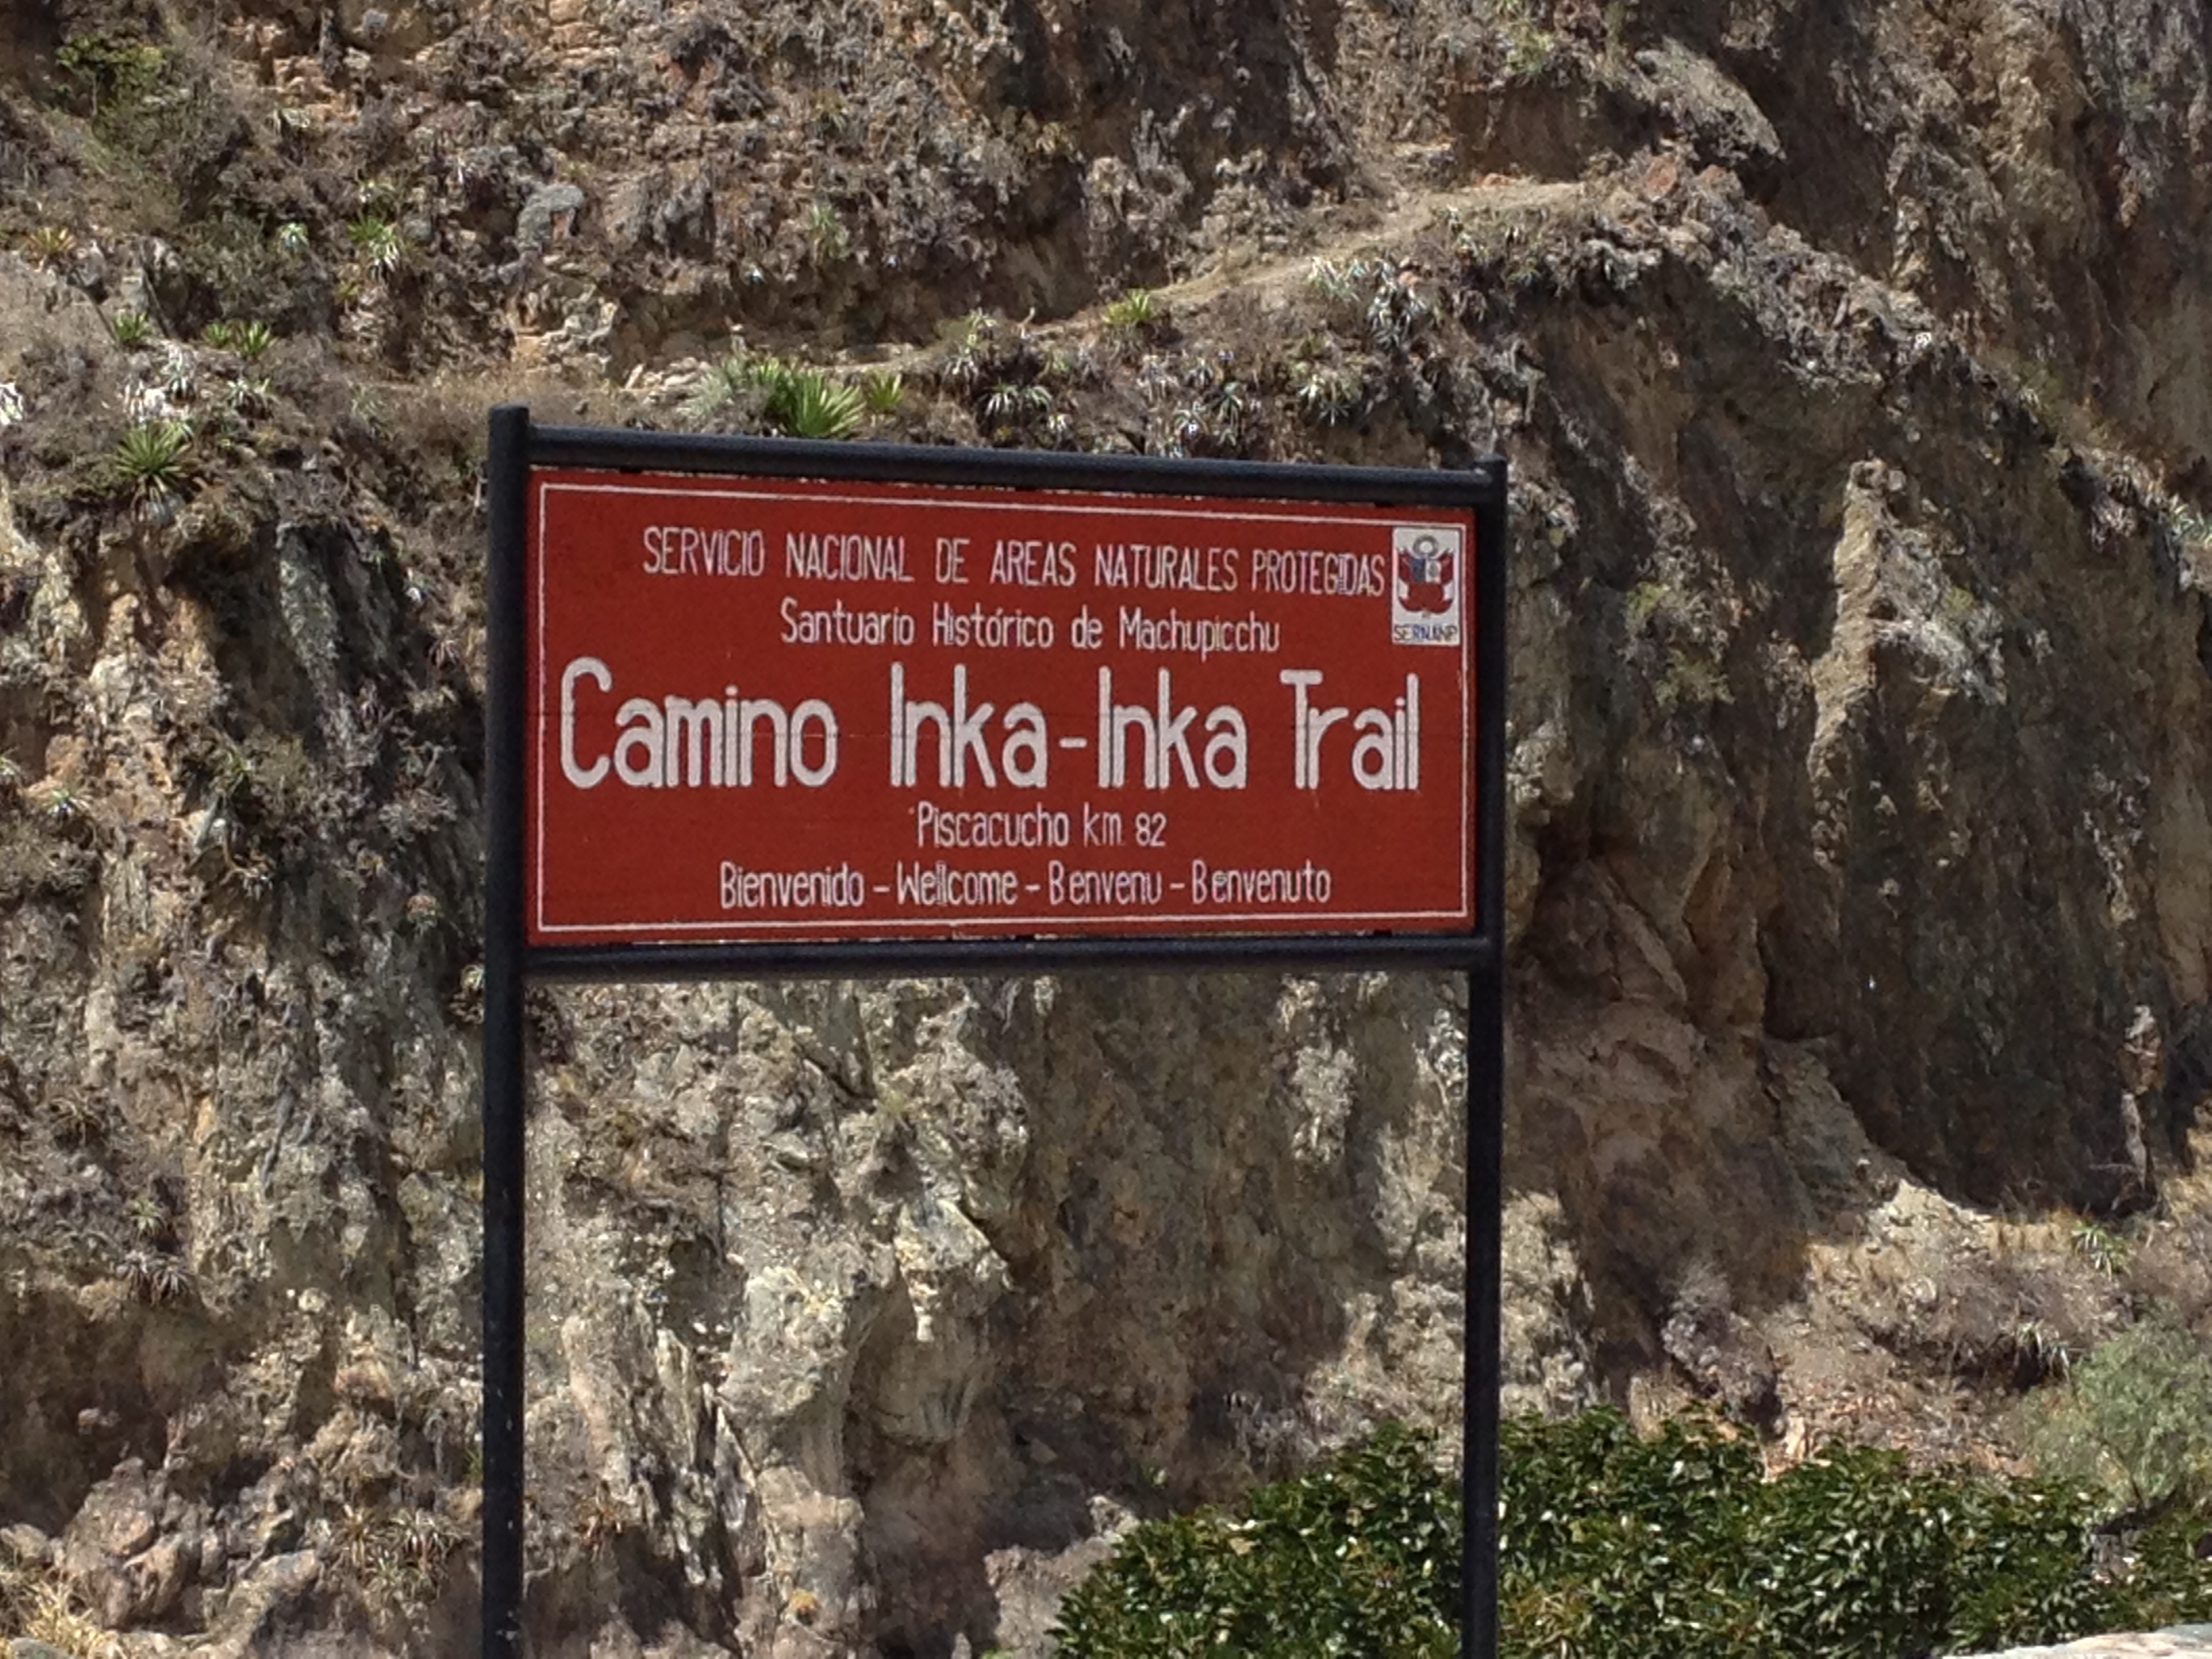 SERVICIO NACIONAL DE AREAS NATURALES PROTEGIDAS
SERNANP
Santuario Histórico de Machupicchu
Camino Inka - Inka Trail
Piscacucho km. 82
Bienvenido - Wellcome - Benvenu - Benvenuto